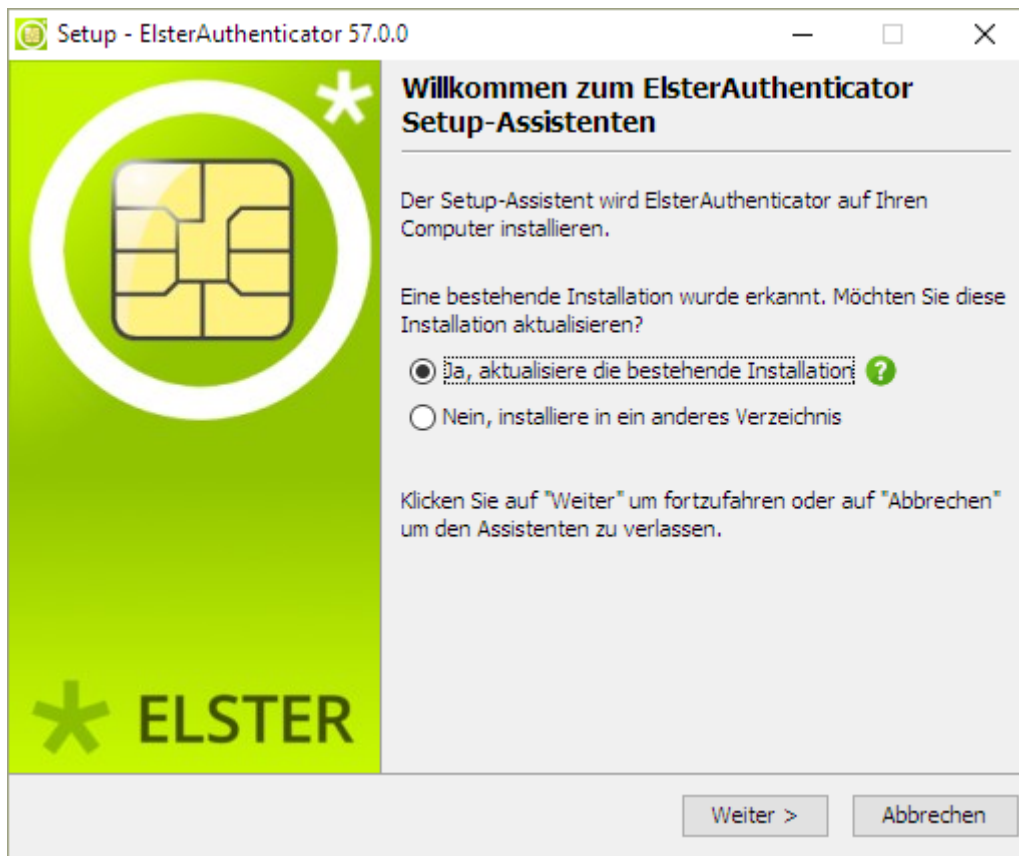 Setup - ElsterAuthenticator 57.0.0
Willkommen zum ElsterAuthenticator
Setup-Assistenten
Der Setup-Assistent wird ElsterAuthenticator auf Ihren
Computer installieren.
Eine bestehende Installation wurde erkannt. Möchten Sie diese
Installation aktualisieren?
Ja, aktualisiere die bestehende Installation ?
Nein, installiere in ein anderes Verzeichnis
Klicken Sie auf "Weiter" um fortzufahren oder auf "Abbrechen"
um den Assistenten zu verlassen.
ELSTER
Weiter > Abbrechen